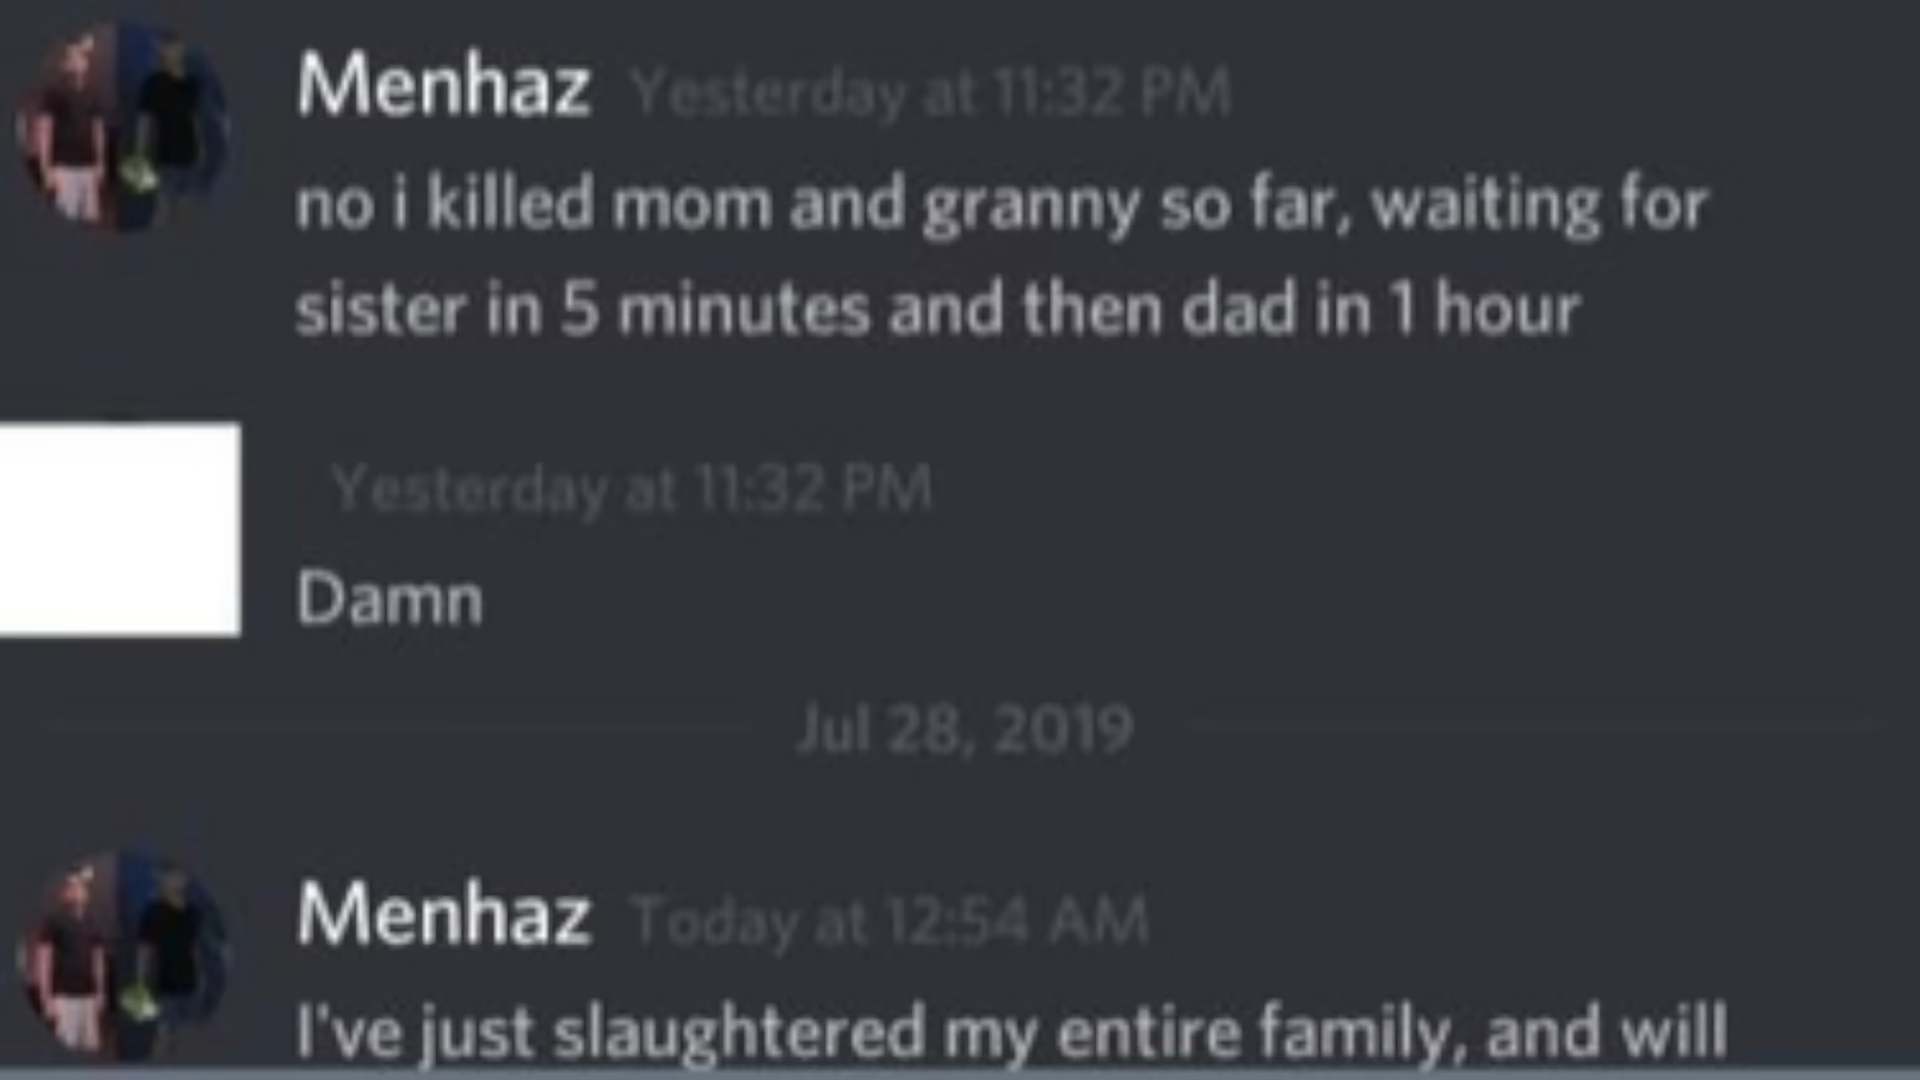 Menhaz Yesterday at 11:32 PM
no i killed mom and granny so far, waiting for
sister in 5 minutes and then dad in 1 hour
Yesterday at 11:32 PM
Damn
Jul 28, 2019
Menhaz Today at 12:54 AM
I've just slaughtered my entire family, and will